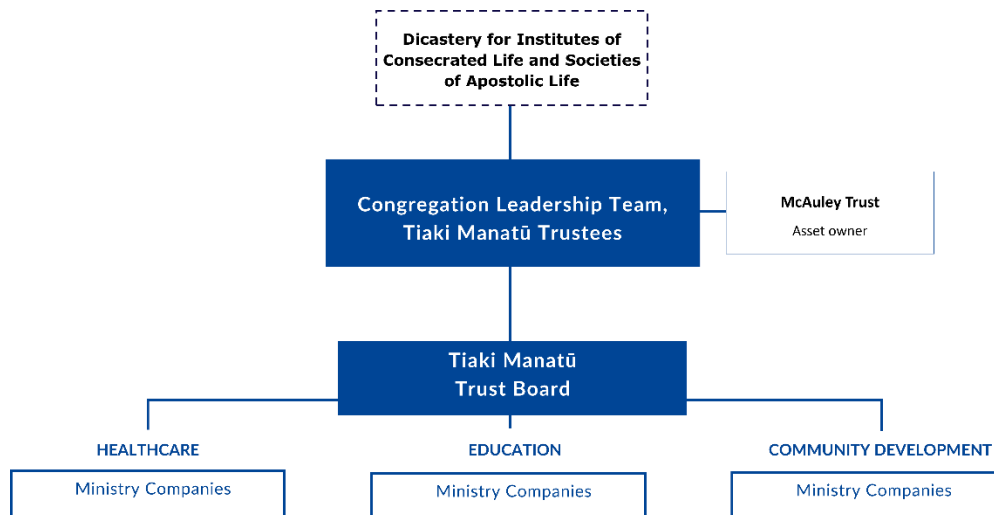 Dicastery for Institutes of
Consecrated Life and Societies
of Apostolic Life
Congregation Leadership Team,
Tiaki Manatū Trustees
McAuley Trust
Asset owner
Tiaki Manatū
Trust Board
HEALTHCARE
EDUCATION
COMMUNITY DEVELOPMENT
Ministry Companies
Ministry Companies
Ministry Companies